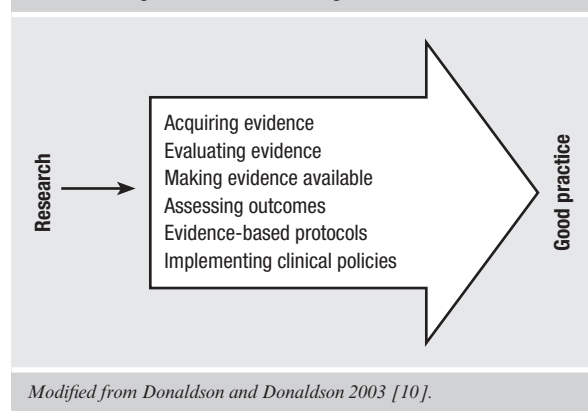 Research
Acquiring evidence
Evaluating evidence
Making evidence available
Assessing outcomes
Evidence-based protocols
Implementing clinical policies
Good practice
Modified from Donaldson and Donaldson 2003 [10].